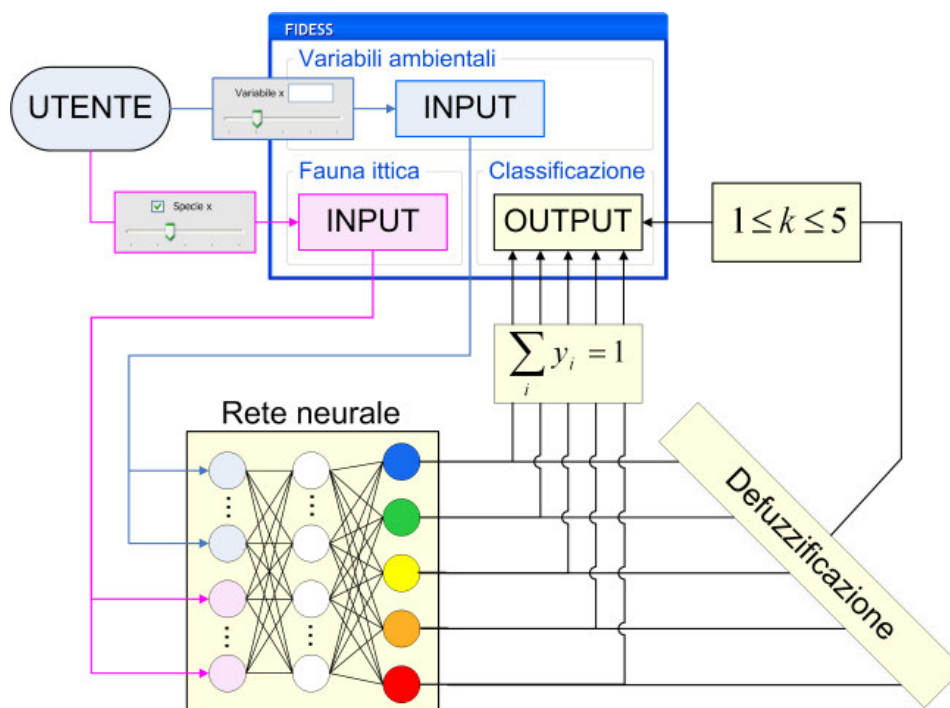 FIDESS
Variabili ambientali
UTENTE
Variabile x
INPUT
Fauna ittica
Classificazione
Specie x
INPUT
OUTPUT
1 ≤ k ≤ 5
∑ y_i = 1
i
Rete neurale
Defuzzificazione